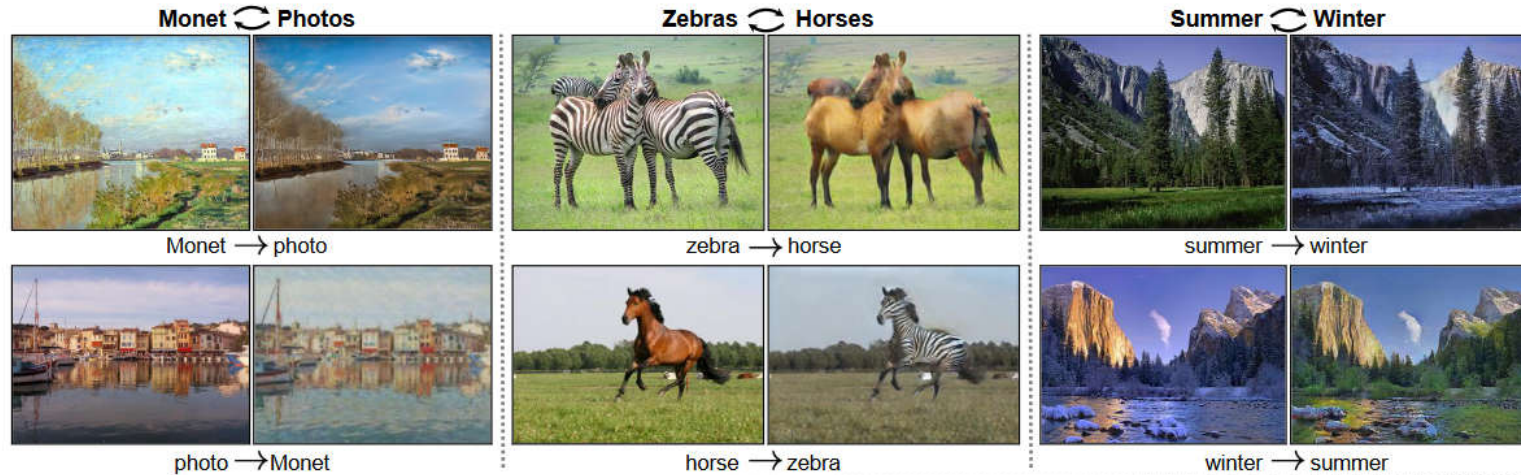 Monet Photos
Zebras Horses
Summer Winter
Monet → photo
zebra → horse
summer → winter
photo → Monet
horse → zebra
winter → summer